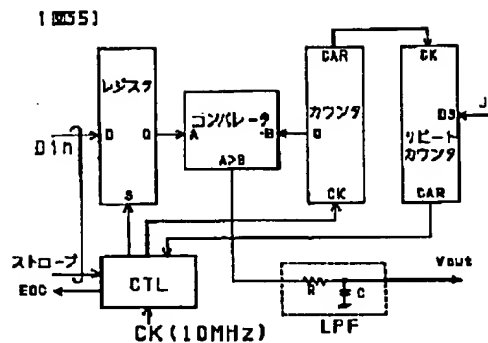 [図35]
レジスタ
D
Q
S
コンパレータ
A
B
A>B
CAR
カウンタ
Q
CK
CK
DS
リピート
カウンタ
CAR
J
Din
ストローブ
EOC
CTL
CK(10MHz)
R
C
LPF
Vout